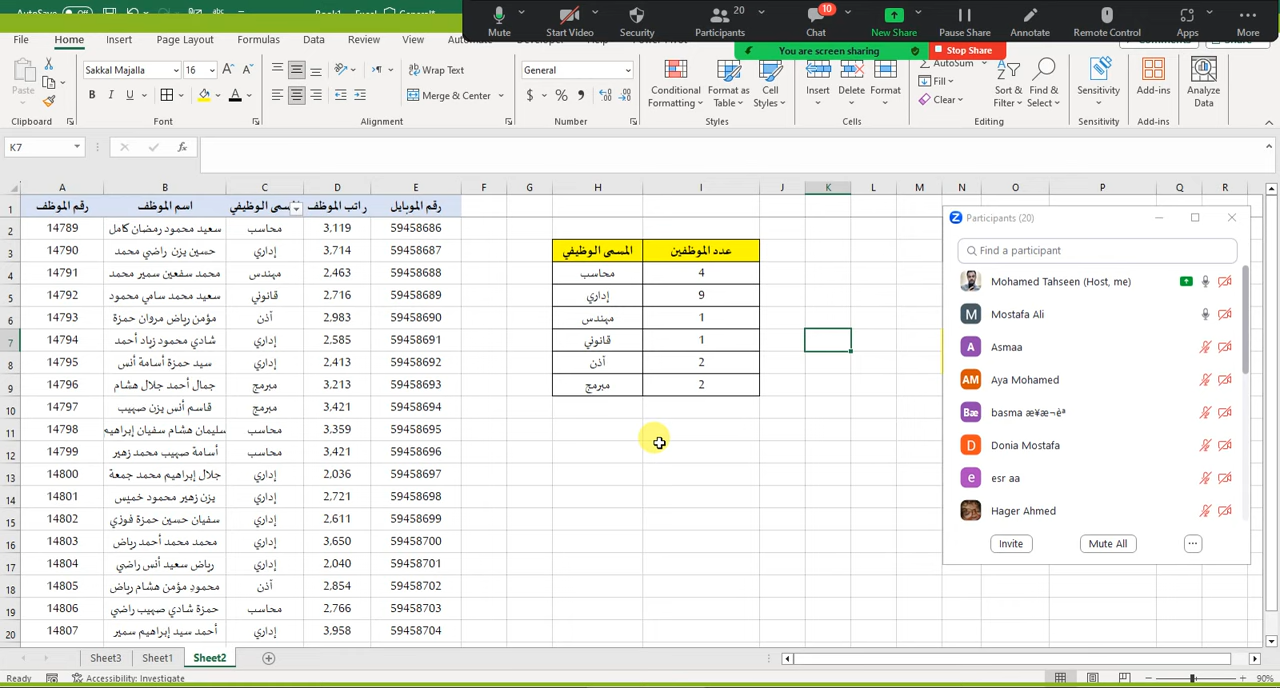 AutoSave Off Book1 - Excel General*
Mute Start Video Security Participants 20 Chat 10 New Share Pause Share Annotate Remote Control Apps More
You are screen sharing Stop Share
File Home Insert Page Layout Formulas Data Review View
Comments
Sakkal Majalla 16 Wrap Text General AutoSum
Paste B I U Merge & Center $ % Conditional Formatting Format as Table Cell Styles Insert Delete Format Fill Clear Sort & Filter Find & Select Sensitivity Add-ins Analyze Data
Clipboard Font Alignment Number Styles Cells Editing Sensitivity Add-ins
K7 fx
A B C D E F G H I J K L M N O P Q R
1 رقم الموظف اسم الموظف المسمى الوظيفي راتب الموظف رقم الموبايل
2 14789 سعيد محمود رمضان كامل محاسب 3,119 59458686
3 14790 حسين يزن راضي محمد إداري 3,714 59458687 المسمى الوظيفي عدد الموظفين
4 14791 محمد سفعين سمير محمد مهندس 2,463 59458688 محاسب 4
5 14792 سعيد محمد سامي محمود قانوني 2,716 59458689 إداري 9
6 14793 مؤمن رياض مروان حمزة آذن 2,983 59458690 مهندس 1
7 14794 شادي محمود زياد أحمد إداري 2,585 59458691 قانوني 1
8 14795 سيد حمزة أسامة أنس إداري 2,413 59458692 آذن 2
9 14796 جمال أحمد جلال هشام مبرمج 3,213 59458693 مبرمج 2
10 14797 قاسم أنس يزن صهيب مبرمج 3,421 59458694
11 14798 سليمان هشام سفيان إبراهيم محاسب 3,359 59458695
12 14799 أسامة صهيب محمد زهير محاسب 3,421 59458696
13 14800 جلال إبراهيم محمد جمعة إداري 2,036 59458697
14 14801 يزن زهير محمود خميس إداري 2,721 59458698
15 14802 سفيان حسين حمزة فوزي إداري 2,611 59458699
16 14803 محمد محمد أحمد رياض إداري 3,650 59458700
17 14804 رياض سعيد أنس راضي إداري 2,040 59458701
18 14805 محمود مؤمن هشام رياض آذن 2,854 59458702
19 14806 حمزة شادي صهيب راضي محاسب 2,766 59458703
20 14807 أحمد سيد إبراهيم سمير إداري 3,958 59458704
Participants (20)
Find a participant
Mohamed Tahseen (Host, me)
M Mostafa Ali
A Asmaa
AM Aya Mohamed
Bæ basma æ¥æ¬èª
D Donia Mostafa
e esr aa
Hager Ahmed
Invite Mute All ...
Sheet3 Sheet1 Sheet2
Ready Accessibility: Investigate 90%